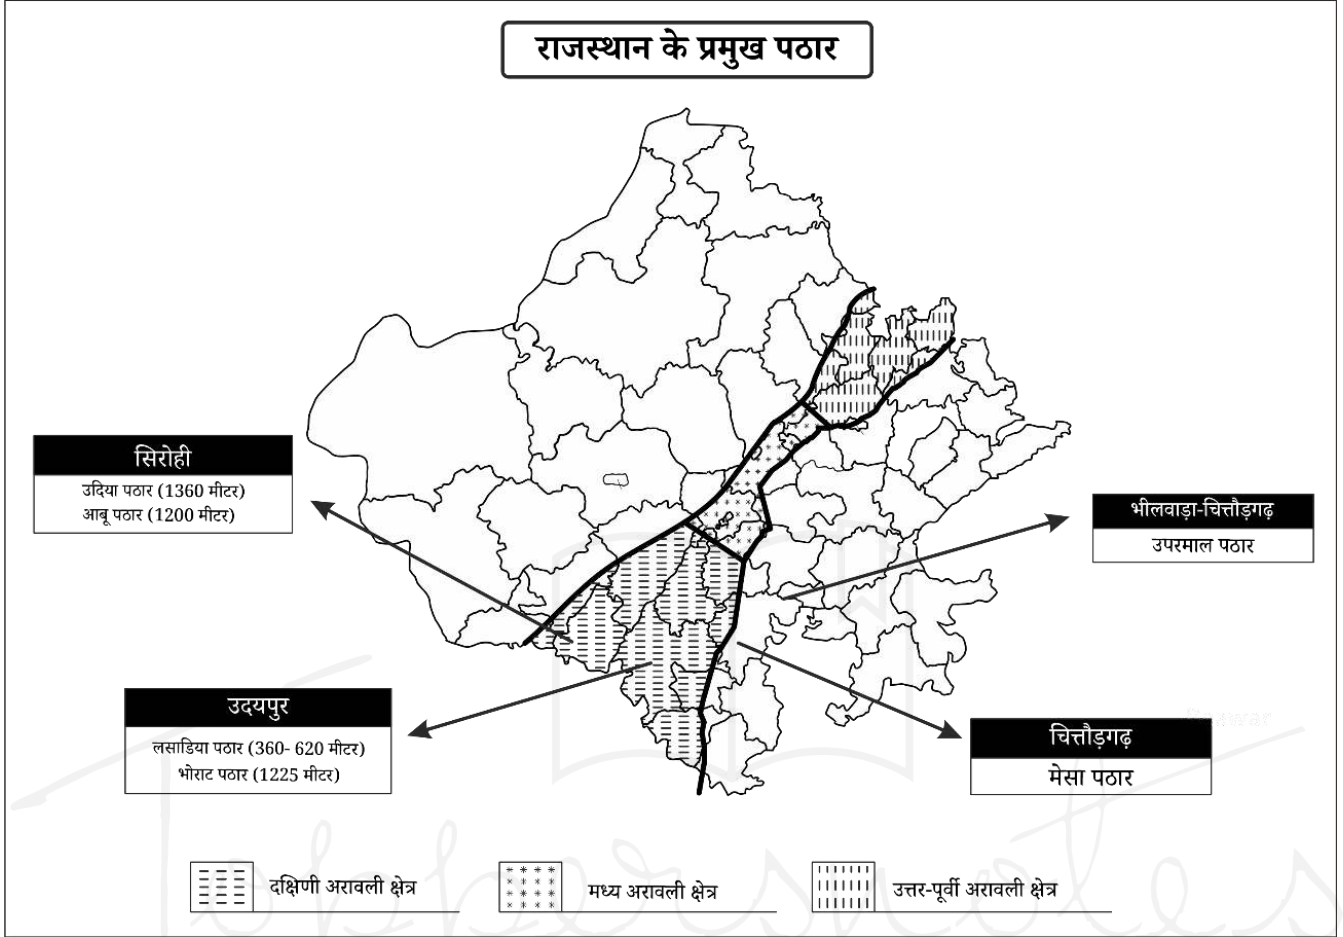 राजस्थान के प्रमुख पठार
सिरोही
उदिया पठार (1360 मीटर)
आबू पठार (1200 मीटर)
भीलवाड़ा-चित्तौड़गढ़
उपरमाल पठार
उदयपुर
लसाडिया पठार (360- 620 मीटर)
भोराट पठार (1225 मीटर)
चित्तौड़गढ़
मेसा पठार
दक्षिणी अरावली क्षेत्र
मध्य अरावली क्षेत्र
उत्तर-पूर्वी अरावली क्षेत्र
Toppersnotes